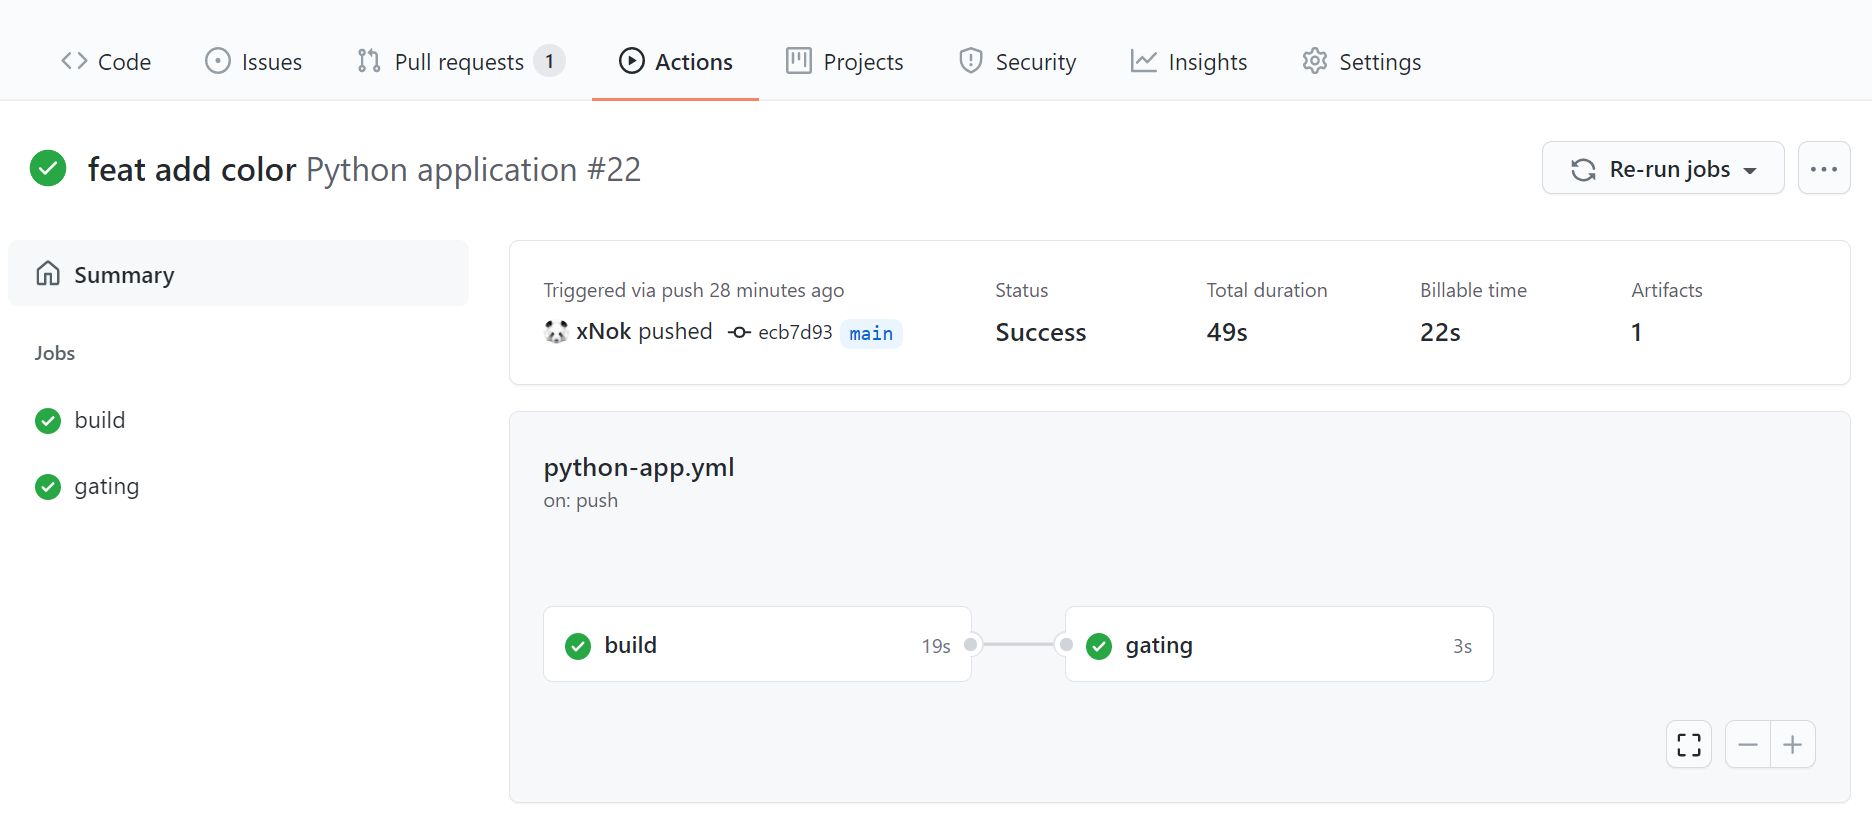 Code Issues Pull requests 1 Actions Projects Security Insights Settings
feat add color Python application #22
Re-run jobs
Summary
Jobs
build
gating
Triggered via push 28 minutes ago
xNok pushed ecb7d93 main
Status
Success
Total duration
49s
Billable time
22s
Artifacts
1
python-app.yml
on: push
build 19s
gating 3s